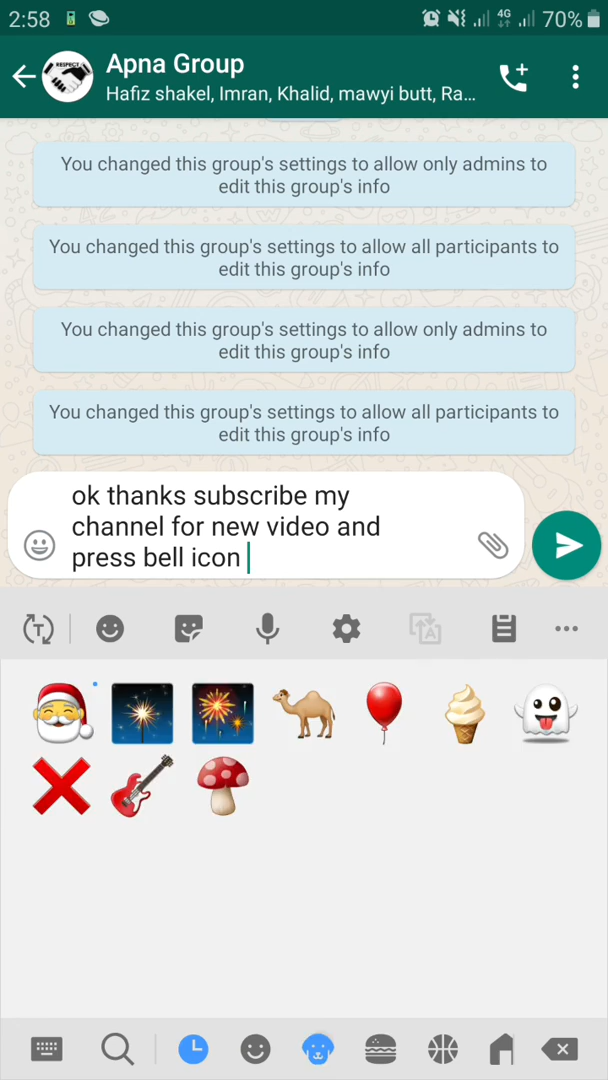 2:58
4G
70%
RESPECT
Apna Group
Hafiz shakel, Imran, Khalid, mawyi butt, Ra...
You changed this group's settings to allow only admins to
edit this group's info
You changed this group's settings to allow all participants to
edit this group's info
You changed this group's settings to allow only admins to
edit this group's info
You changed this group's settings to allow all participants to
edit this group's info
ok thanks subscribe my
channel for new video and
press bell icon
T
A